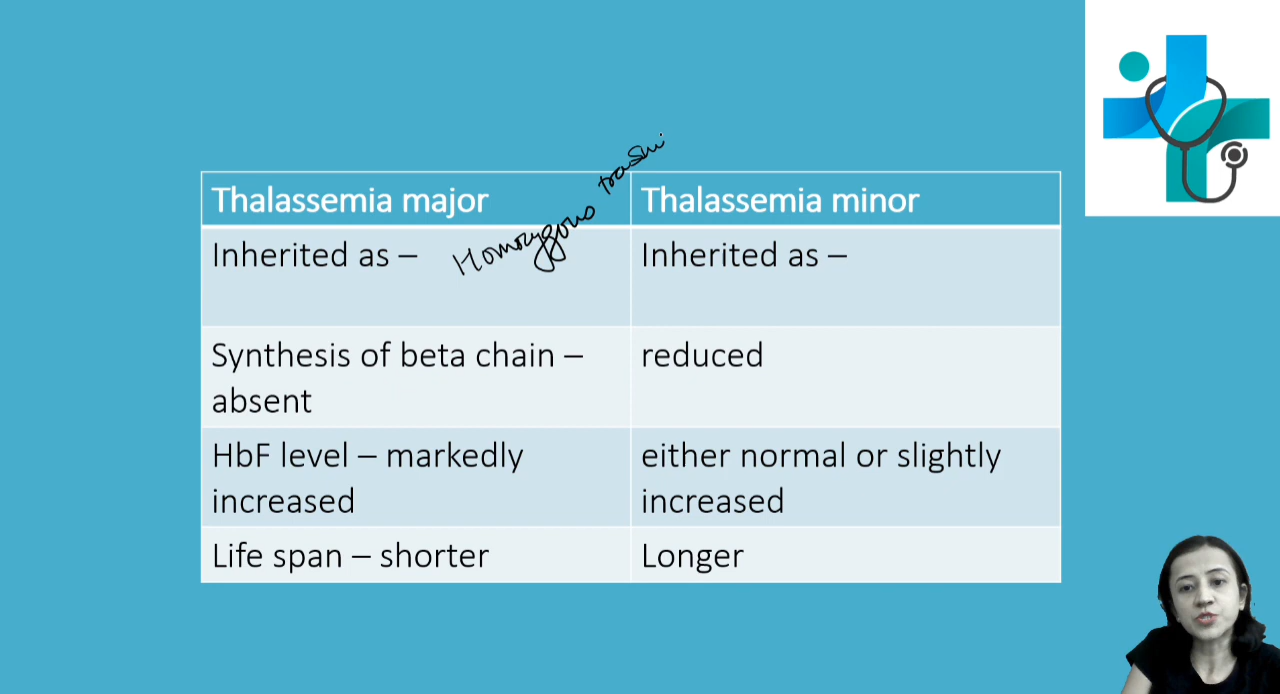 Thalassemia major
Thalassemia minor
Inherited as – Homozygous
Inherited as –
Synthesis of beta chain –
absent
reduced
HbF level – markedly
increased
either normal or slightly
increased
Life span – shorter
Longer